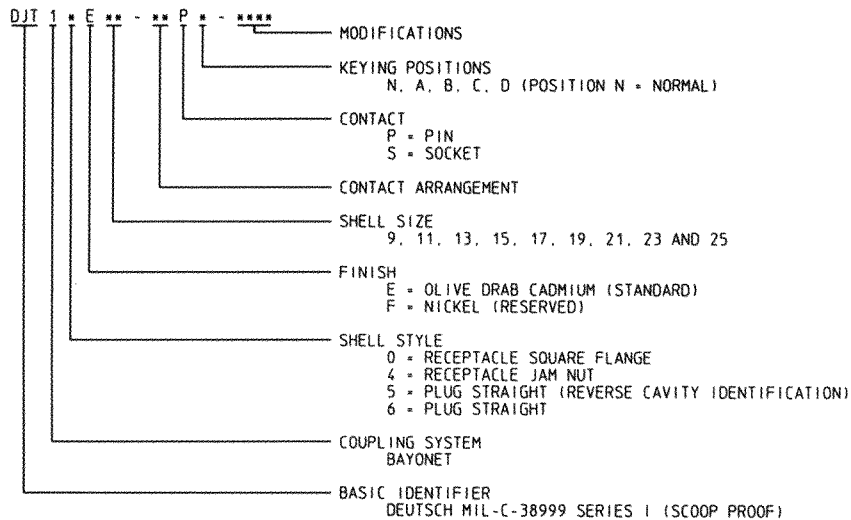 DJT 1 * E ** - ** P * - ****
MODIFICATIONS
KEYING POSITIONS
N, A, B, C, D (POSITION N = NORMAL)
CONTACT
P = PIN
S = SOCKET
CONTACT ARRANGEMENT
SHELL SIZE
9, 11, 13, 15, 17, 19, 21, 23 AND 25
FINISH
E = OLIVE DRAB CADMIUM (STANDARD)
F = NICKEL (RESERVED)
SHELL STYLE
0 = RECEPTACLE SQUARE FLANGE
4 = RECEPTACLE JAM NUT
5 = PLUG STRAIGHT (REVERSE CAVITY IDENTIFICATION)
6 = PLUG STRAIGHT
COUPLING SYSTEM
BAYONET
BASIC IDENTIFIER
DEUTSCH MIL-C-38999 SERIES I (SCOOP PROOF)